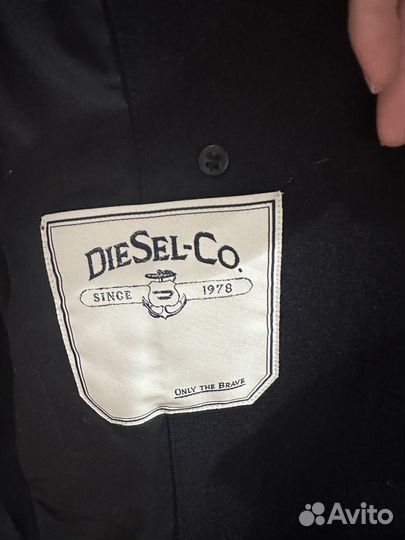 DIESEL-CO.
SINCE 1978
ONLY THE BRAVE
Avito